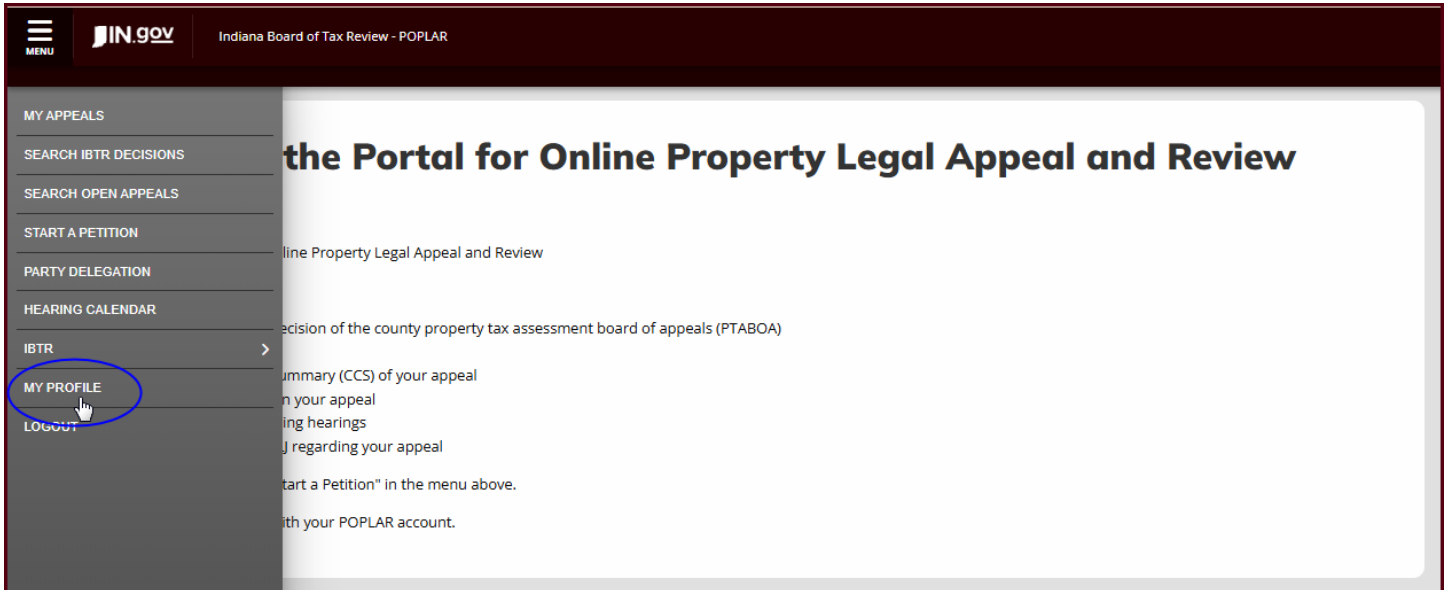 MENU
IN.gov
Indiana Board of Tax Review - POPLAR
MY APPEALS
SEARCH IBTR DECISIONS
SEARCH OPEN APPEALS
START A PETITION
PARTY DELEGATION
HEARING CALENDAR
IBTR
MY PROFILE
LOGOUT
the Portal for Online Property Legal Appeal and Review
line Property Legal Appeal and Review
ecision of the county property tax assessment board of appeals (PTABOA)
ummary (CCS) of your appeal
n your appeal
ing hearings
J regarding your appeal
tart a Petition" in the menu above.
ith your POPLAR account.